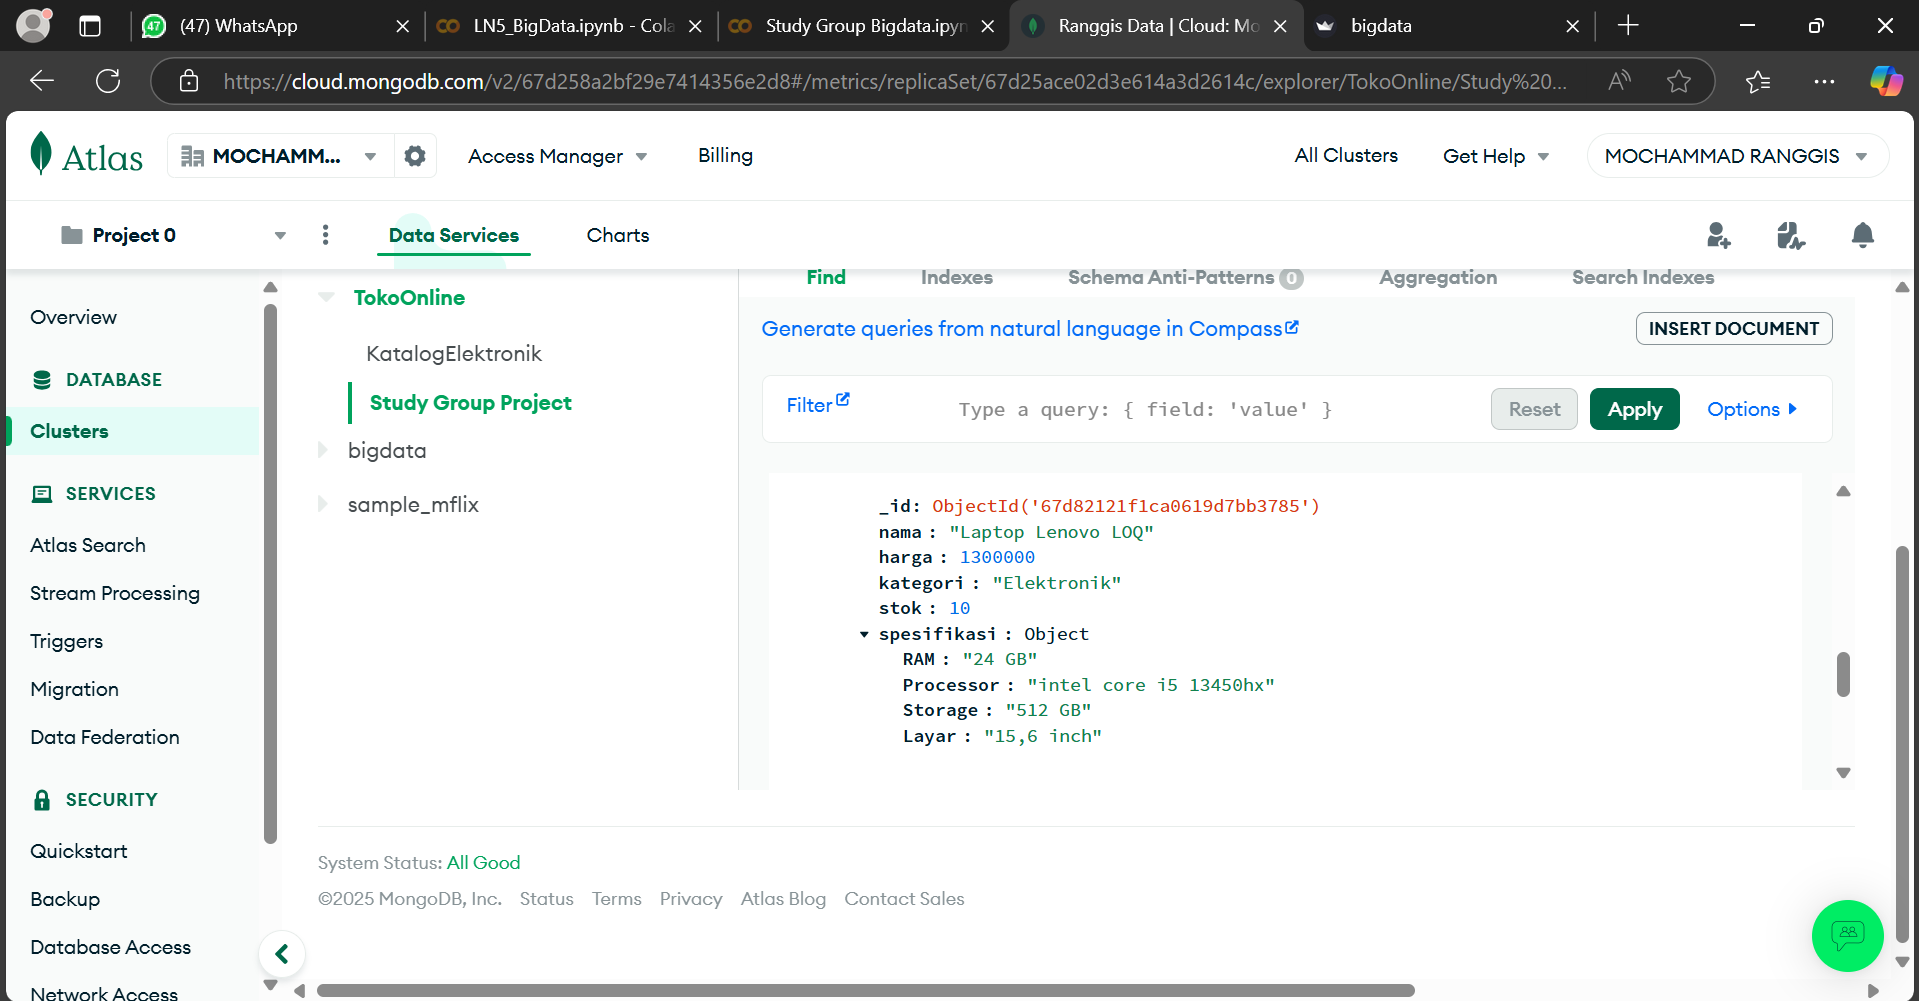 (47) WhatsApp
LN5_BigData.ipynb - Cola
Study Group Bigdata.ipyn
Ranggis Data | Cloud: Mo
bigdata
https://cloud.mongodb.com/v2/67d258a2bf29e7414356e2d8#/metrics/replicaSet/67d25ace02d3e614a3d2614c/explorer/TokoOnline/Study%20...
Atlas
MOCHAMM...
Access Manager
Billing
All Clusters
Get Help
MOCHAMMAD RANGGIS
Project 0
Data Services
Charts
Overview
DATABASE
Clusters
SERVICES
Atlas Search
Stream Processing
Triggers
Migration
Data Federation
SECURITY
Quickstart
Backup
Database Access
Network Access
TokoOnline
KatalogElektronik
Study Group Project
bigdata
sample_mflix
Find
Indexes
Schema Anti-Patterns 0
Aggregation
Search Indexes
Generate queries from natural language in Compass
INSERT DOCUMENT
Filter
Type a query: { field: 'value' }
Reset
Apply
Options
_id: ObjectId('67d82121f1ca0619d7bb3785')
nama : "Laptop Lenovo LOQ"
harga : 1300000
kategori : "Elektronik"
stok : 10
spesifikasi : Object
RAM : "24 GB"
Processor : "intel core i5 13450hx"
Storage : "512 GB"
Layar : "15,6 inch"
System Status: All Good
©2025 MongoDB, Inc. Status Terms Privacy Atlas Blog Contact Sales